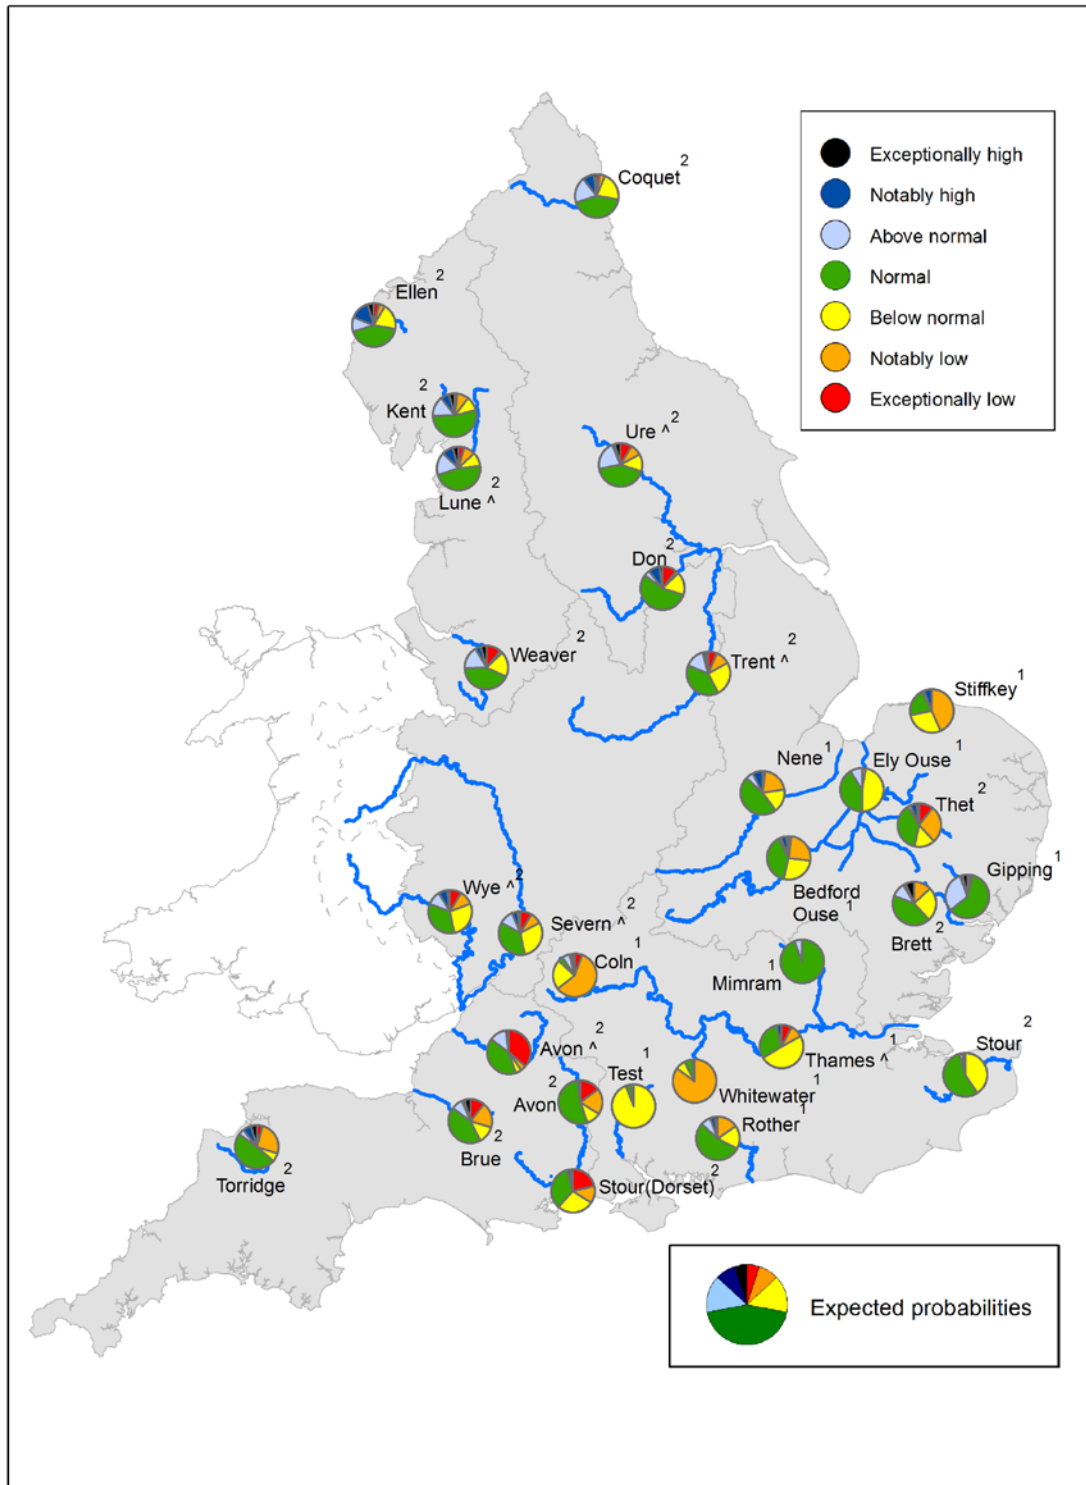 Coquet 2
Exceptionally high
Notably high
Above normal
Normal
Below normal
Notably low
Exceptionally low
Ellen 2
Kent 2
Ure ^ 2
Lune ^ 2
Don 2
Weaver 2
Trent ^ 2
Stiffkey 1
Nene 1
Ely Ouse 1
Thet 2
Gipping 1
Bedford
Ouse 1
Brett 2
Wye ^ 2
Severn ^ 2
Coln 1
Mimram 1
Avon ^ 2
Test 1
Thames ^ 1
Stour 2
Avon 2
Whitewater 1
Rother 1
Brue 2
Torridge 2
Stour(Dorset) 2
Expected probabilities